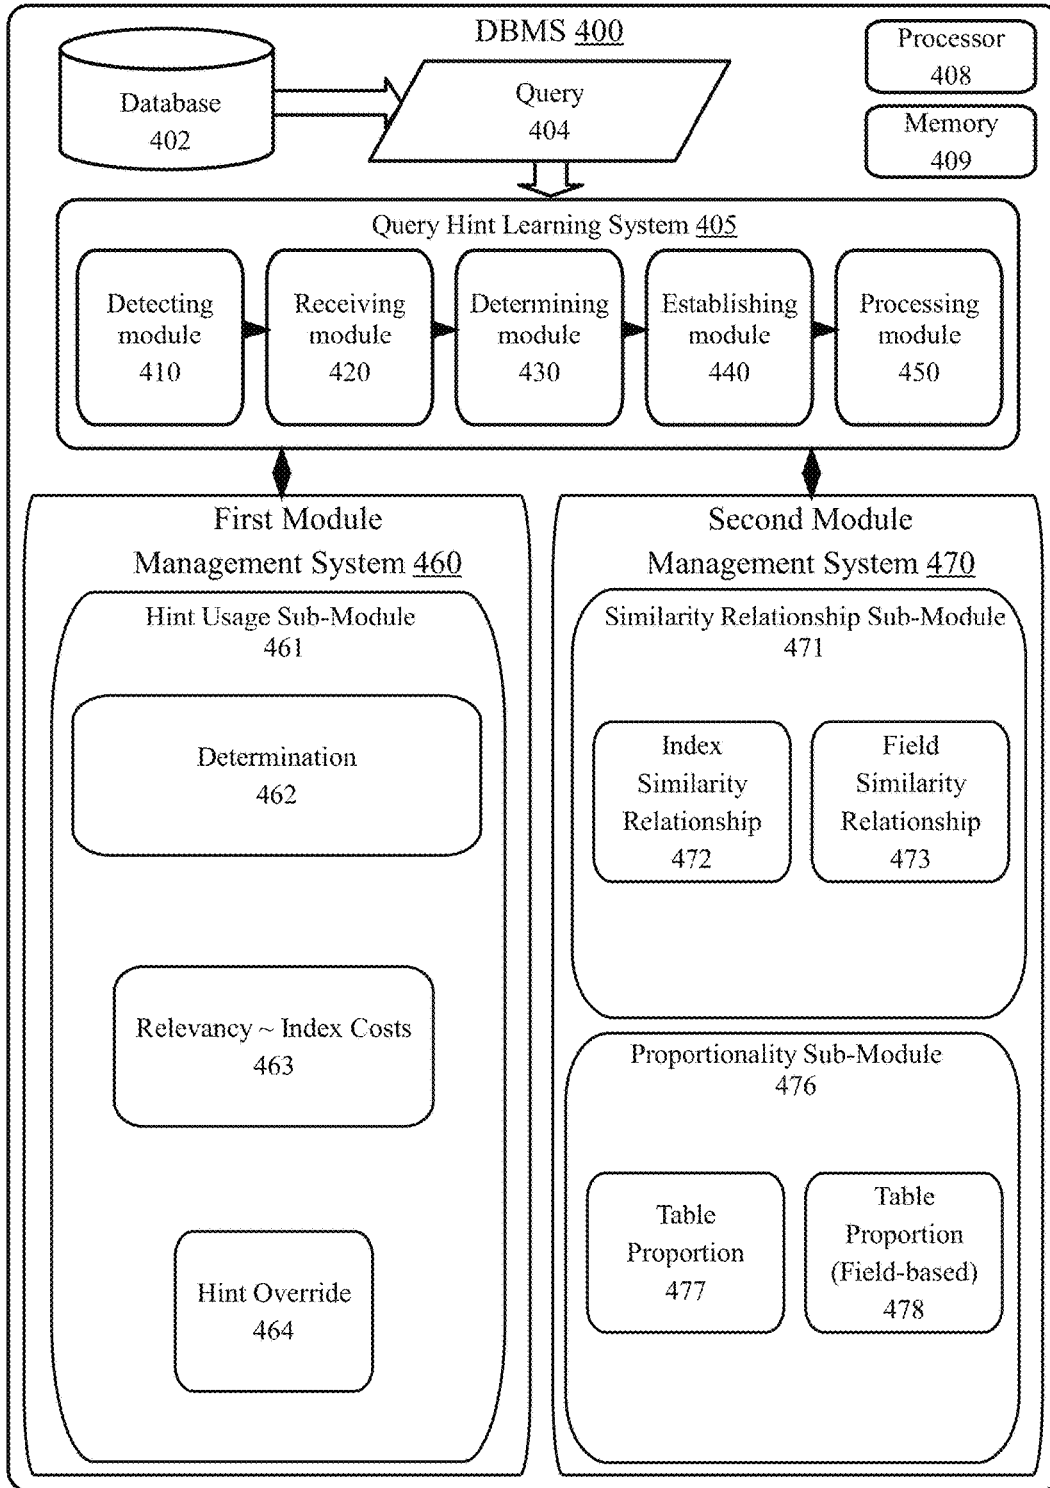 DBMS 400
Database
402
Query
404
Processor
408
Memory
409
Query Hint Learning System 405
Detecting
module
410
Receiving
module
420
Determining
module
430
Establishing
module
440
Processing
module
450
First Module
Management System 460
Hint Usage Sub-Module
461
Determination
462
Relevancy ~ Index Costs
463
Hint Override
464
Second Module
Management System 470
Similarity Relationship Sub-Module
471
Index
Similarity
Relationship
472
Field
Similarity
Relationship
473
Proportionality Sub-Module
476
Table
Proportion
477
Table
Proportion
(Field-based)
478